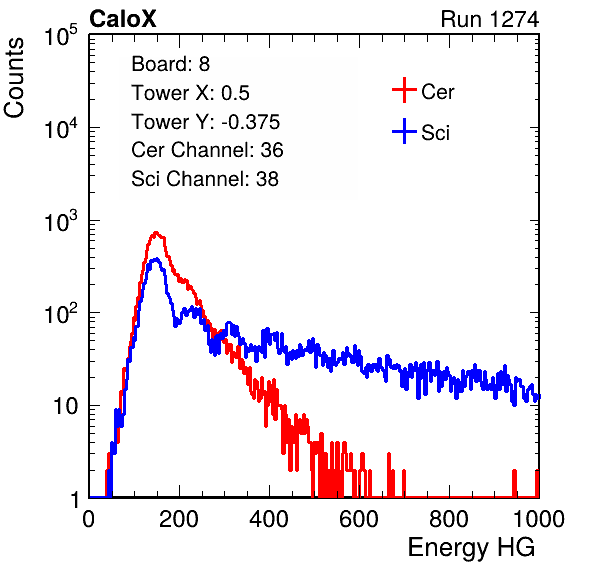 CaloX Run 1274
Counts
Board: 8
Tower X: 0.5
Tower Y: -0.375
Cer Channel: 36
Sci Channel: 38
Cer
Sci
10^5
10^4
10^3
10^2
10
1
0 200 400 600 800 1000
Energy HG